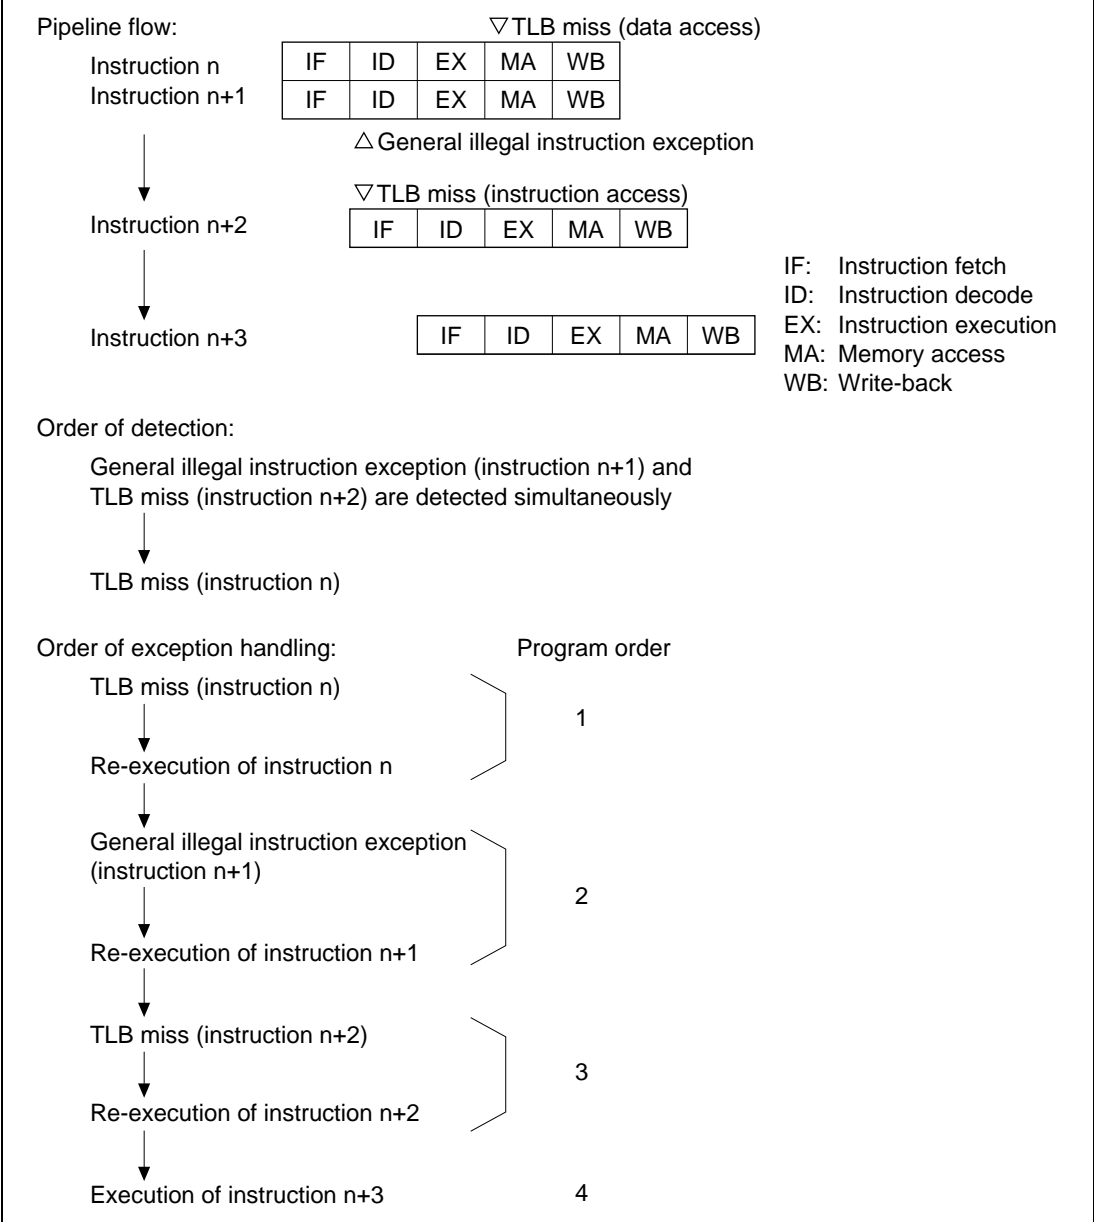 Pipeline flow:
▽TLB miss (data access)
Instruction n IF ID EX MA WB
Instruction n+1 IF ID EX MA WB
△General illegal instruction exception
▽TLB miss (instruction access)
Instruction n+2 IF ID EX MA WB
Instruction n+3 IF ID EX MA WB
IF: Instruction fetch
ID: Instruction decode
EX: Instruction execution
MA: Memory access
WB: Write-back
Order of detection:
General illegal instruction exception (instruction n+1) and
TLB miss (instruction n+2) are detected simultaneously
TLB miss (instruction n)
Order of exception handling: Program order
TLB miss (instruction n)
1
Re-execution of instruction n
General illegal instruction exception
(instruction n+1)
2
Re-execution of instruction n+1
TLB miss (instruction n+2)
3
Re-execution of instruction n+2
Execution of instruction n+3 4